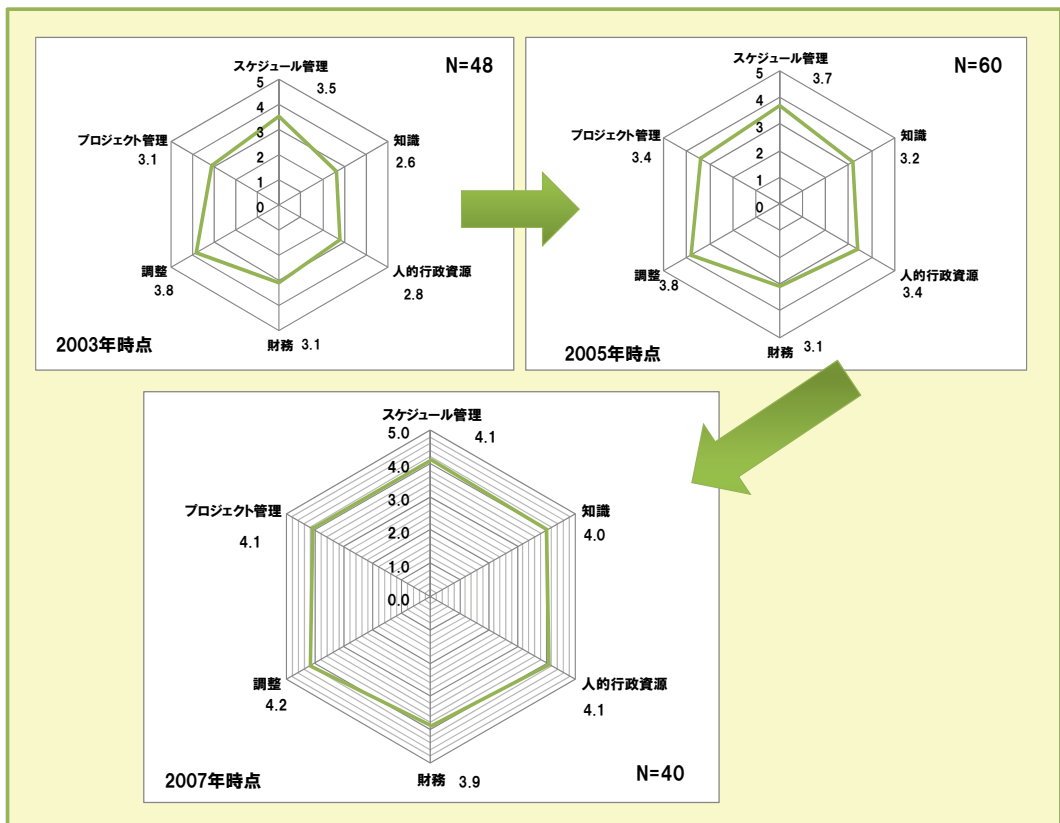 スケジュール管理
3.5
N=48
5
4
3
2
1
0
プロジェクト管理
3.1
知識
2.6
調整
3.8
人的行政資源
2.8
財務 3.1
2003年時点
スケジュール管理
3.7
N=60
5
4
3
2
1
0
プロジェクト管理
3.4
知識
3.2
調整
3.8
人的行政資源
3.4
財務 3.1
2005年時点
スケジュール管理
4.1
5.0
4.0
3.0
2.0
1.0
0.0
プロジェクト管理
4.1
知識
4.0
調整
4.2
人的行政資源
4.1
財務 3.9
2007年時点
N=40